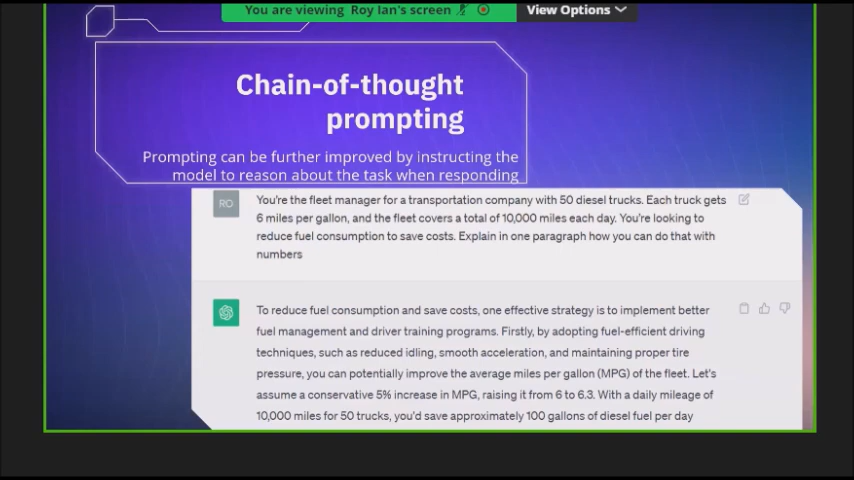 You are viewing Roy Ian's screen
View Options
Chain-of-thought
prompting
Prompting can be further improved by instructing the
model to reason about the task when responding
RO
You're the fleet manager for a transportation company with 50 diesel trucks. Each truck gets
6 miles per gallon, and the fleet covers a total of 10,000 miles each day. You're looking to
reduce fuel consumption to save costs. Explain in one paragraph how you can do that with
numbers
To reduce fuel consumption and save costs, one effective strategy is to implement better
fuel management and driver training programs. Firstly, by adopting fuel-efficient driving
techniques, such as reduced idling, smooth acceleration, and maintaining proper tire
pressure, you can potentially improve the average miles per gallon (MPG) of the fleet. Let's
assume a conservative 5% increase in MPG, raising it from 6 to 6.3. With a daily mileage of
10,000 miles for 50 trucks, you'd save approximately 100 gallons of diesel fuel per day